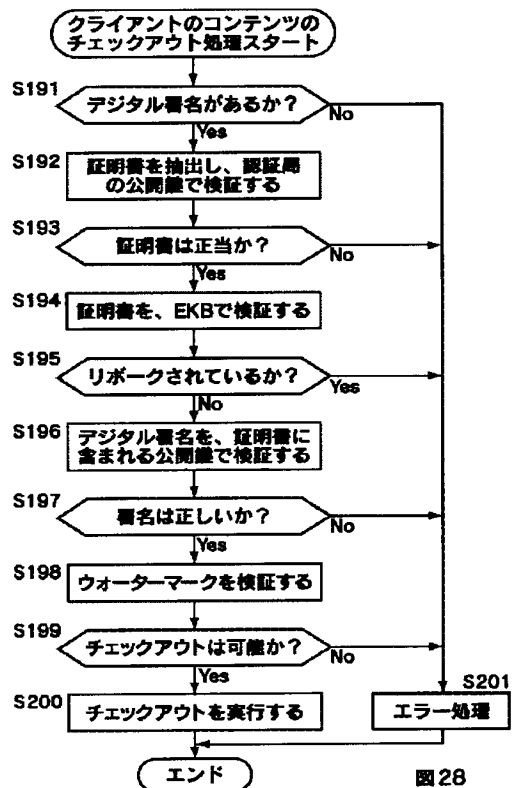 クライアントのコンテンツの
チェックアウト処理スタート
S191
デジタル署名があるか?
No
Yes
S192
証明書を抽出し、認証局
の公開鍵で検証する
S193
証明書は正当か?
No
Yes
S194
証明書を、EKBで検証する
S195
リボークされているか?
Yes
No
S196
デジタル署名を、証明書に
含まれる公開鍵で検証する
S197
署名は正しいか?
No
Yes
S198
ウォーターマークを検証する
S199
チェックアウトは可能か?
No
Yes
S200
チェックアウトを実行する
S201
エラー処理
エンド
図28